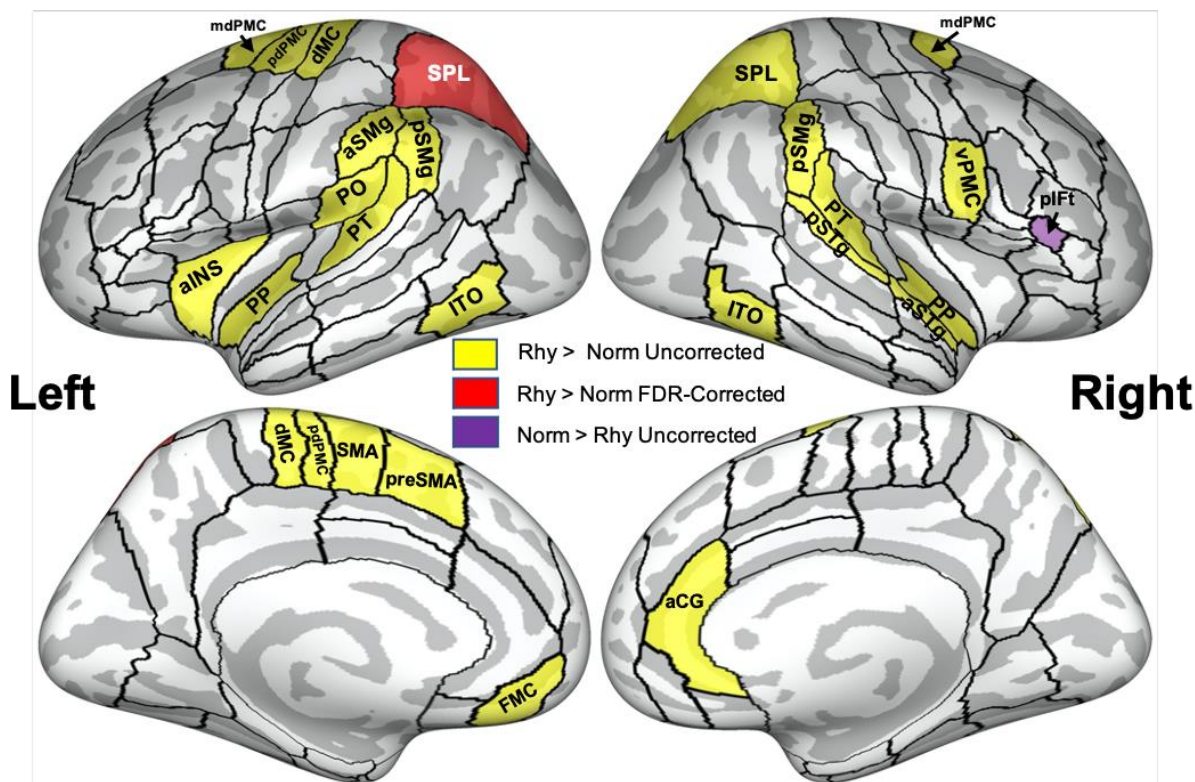 mdPMC
pdPMC
dMC
SPL
aSMg
pSMg
PO
PT
aINS
PP
ITO
mdPMC
SPL
pSMg
vPMC
pIFt
PT
pSTg
PP
aSTg
ITO
Rhy > Norm Uncorrected
Rhy > Norm FDR-Corrected
Norm > Rhy Uncorrected
Left
Right
dMC
pdPMC
SMA
preSMA
FMC
aCG